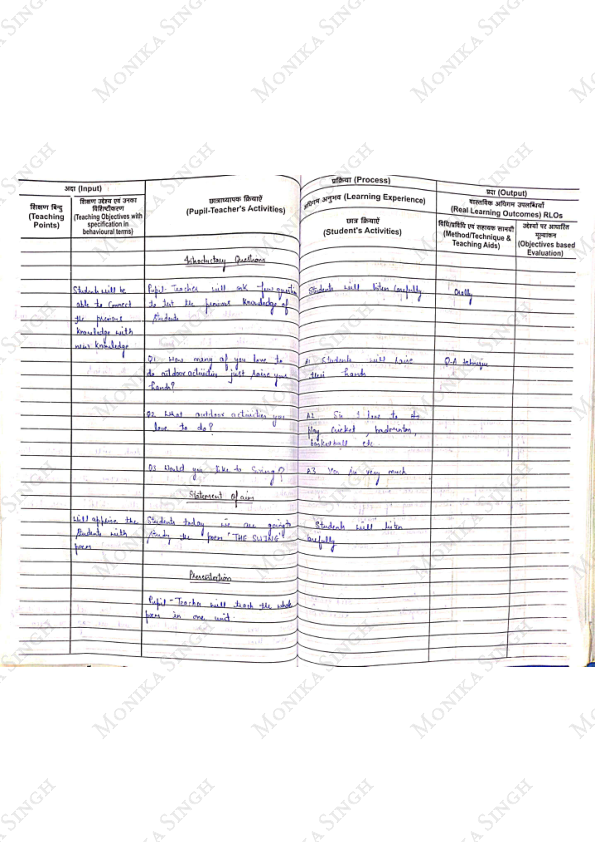 प्रक्रिया (Process)
अदा (Input)
प्रदा (Output)
शिक्षण बिन्दु
(Teaching
Points)
शिक्षण उद्देश्य एवं उनका
विशिष्टीकरण
(Teaching Objectives with
specification in
behavioural terms)
छात्राध्यापक क्रियाऐं
(Pupil-Teacher's Activities)
अधिगम अनुभव (Learning Experience)
छात्र क्रियाऐं
(Student's Activities)
वास्तविक अधिगम उपलब्धियाँ
(Real Learning Outcomes) RLOs
विधि/प्रविधि एवं सहायक सामग्री
(Method/Technique &
Teaching Aids)
उद्देश्यों पर आधारित
मूल्यांकन
(Objectives based
Evaluation)
Introductory Questions
Students will be
able to connect
the previous
knowledge with
new knowledge
Pupil-Teacher will ask few question
to test the previous knowledge of
students
Students will listen carefully
Orally
Q1 How many of you love to
do outdoor activities just raise your
hands?
A1 Students will raise
their hands
Q-A technique
Q2 What outdoor activities you
love to do?
A2 Sir I love to do
play cricket, badminton,
basketball etc
Q3 Would you like to Swing?
A3 Yes Sir very much
Statement of aim
Will apprise the
students with
poem
Students today we are going to
study the poem "THE SWING"
Students will listen
carefully
Presentation
Pupil-Teacher will teach the whole
poem in one unit
MONIKA SINGH